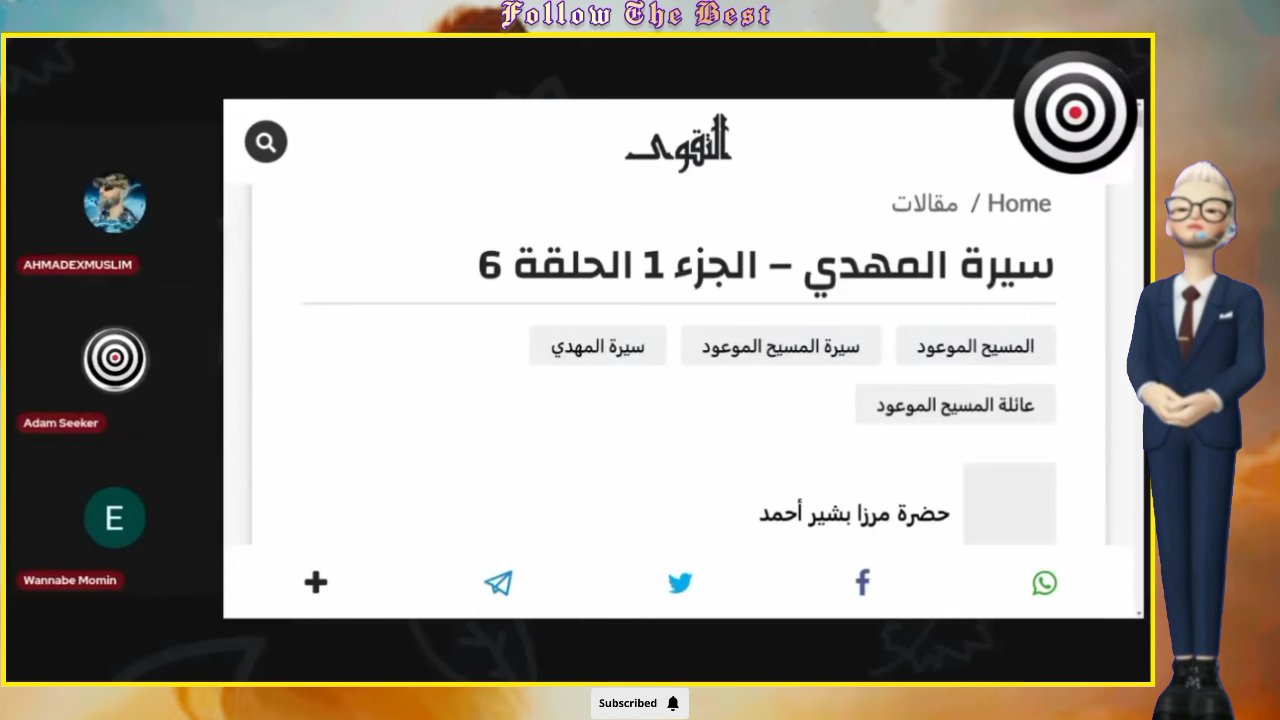 Follow The Best
التقوى
Home / مقالات
سيرة المهدي – الجزء 1 الحلقة 6
المسيح الموعود
سيرة المسيح الموعود
سيرة المهدي
عائلة المسيح الموعود
حضرة مرزا بشير أحمد
AHMADEXMUSLIM
Adam Seeker
E
Wannabe Momin
Subscribed